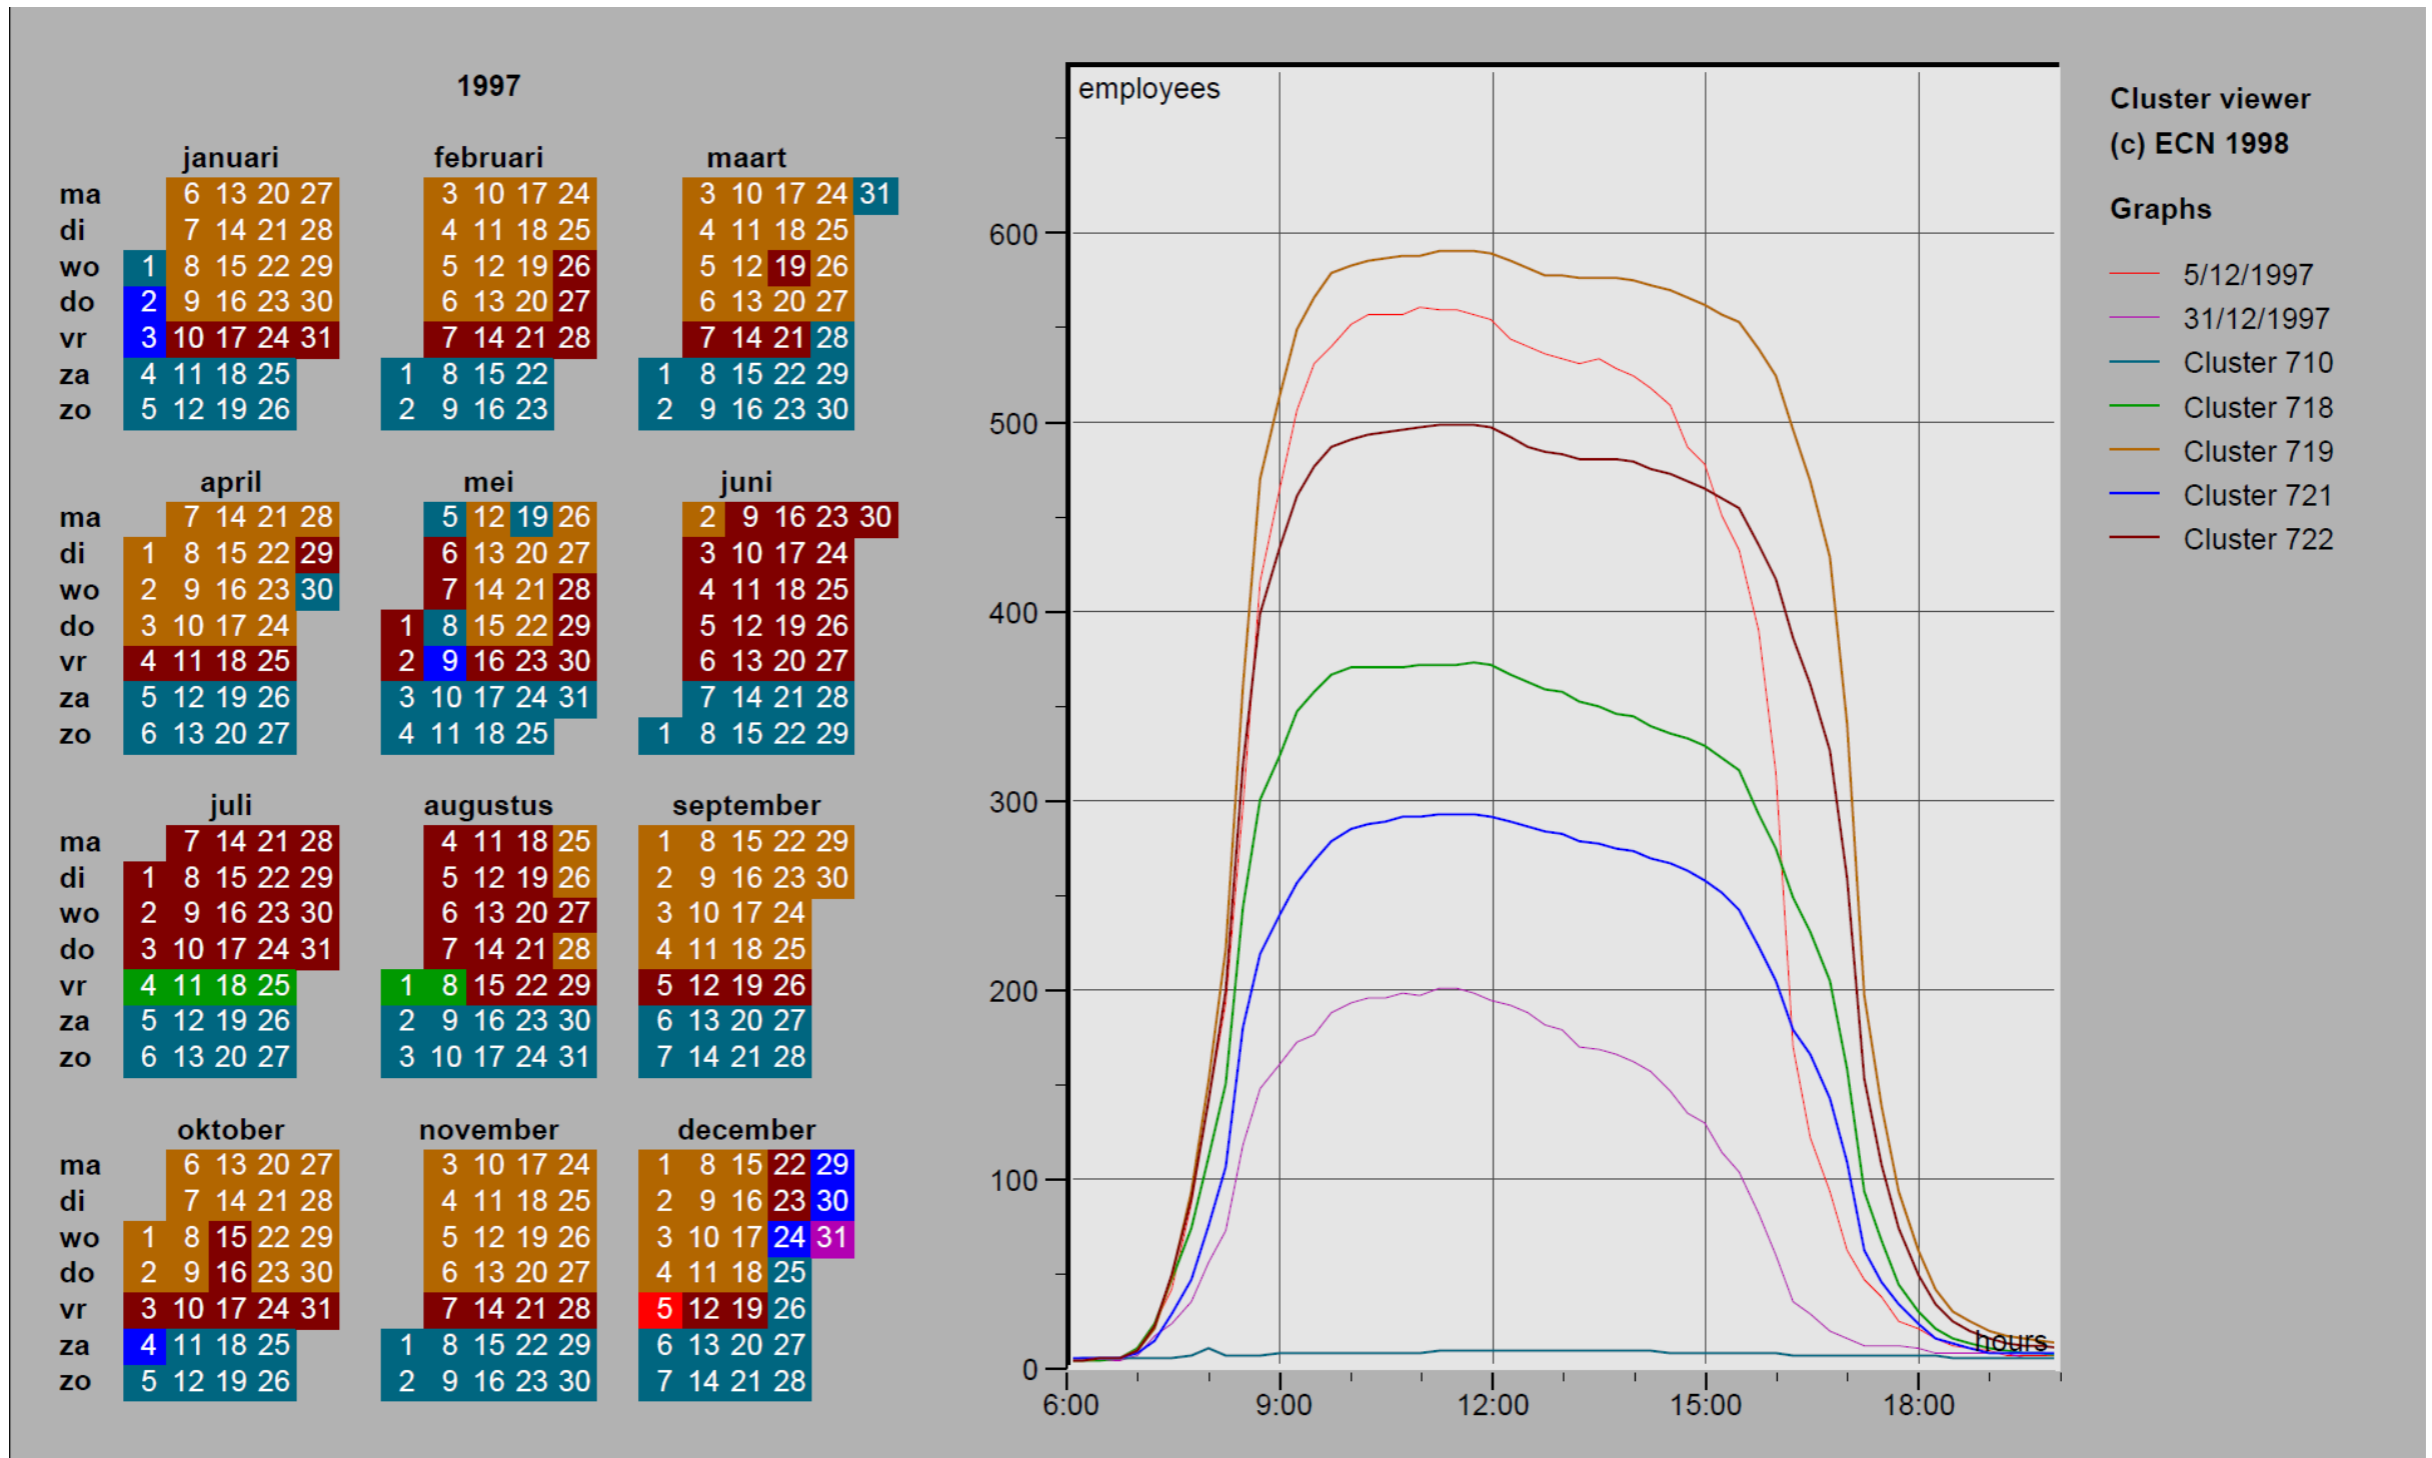 1997
januari februari maart
ma 6 13 20 27 3 10 17 24 3 10 17 24 31
di 7 14 21 28 4 11 18 25 4 11 18 25
wo 1 8 15 22 29 5 12 19 26 5 12 19 26
do 2 9 16 23 30 6 13 20 27 6 13 20 27
vr 3 10 17 24 31 7 14 21 28 7 14 21 28
za 4 11 18 25 1 8 15 22 1 8 15 22 29
zo 5 12 19 26 2 9 16 23 2 9 16 23 30
april mei juni
ma 7 14 21 28 5 12 19 26 2 9 16 23 30
di 1 8 15 22 29 6 13 20 27 3 10 17 24
wo 2 9 16 23 30 7 14 21 28 4 11 18 25
do 3 10 17 24 1 8 15 22 29 5 12 19 26
vr 4 11 18 25 2 9 16 23 30 6 13 20 27
za 5 12 19 26 3 10 17 24 31 7 14 21 28
zo 6 13 20 27 4 11 18 25 1 8 15 22 29
juli augustus september
ma 7 14 21 28 4 11 18 25 1 8 15 22 29
di 1 8 15 22 29 5 12 19 26 2 9 16 23 30
wo 2 9 16 23 30 6 13 20 27 3 10 17 24
do 3 10 17 24 31 7 14 21 28 4 11 18 25
vr 4 11 18 25 1 8 15 22 29 5 12 19 26
za 5 12 19 26 2 9 16 23 30 6 13 20 27
zo 6 13 20 27 3 10 17 24 31 7 14 21 28
oktober november december
ma 6 13 20 27 3 10 17 24 1 8 15 22 29
di 7 14 21 28 4 11 18 25 2 9 16 23 30
wo 1 8 15 22 29 5 12 19 26 3 10 17 24 31
do 2 9 16 23 30 6 13 20 27 4 11 18 25
vr 3 10 17 24 31 7 14 21 28 5 12 19 26
za 4 11 18 25 1 8 15 22 29 6 13 20 27
zo 5 12 19 26 2 9 16 23 30 7 14 21 28
employees
600
500
400
300
200
100
0
hours
6:00 9:00 12:00 15:00 18:00
Cluster viewer
(c) ECN 1998
Graphs
5/12/1997
31/12/1997
Cluster 710
Cluster 718
Cluster 719
Cluster 721
Cluster 722